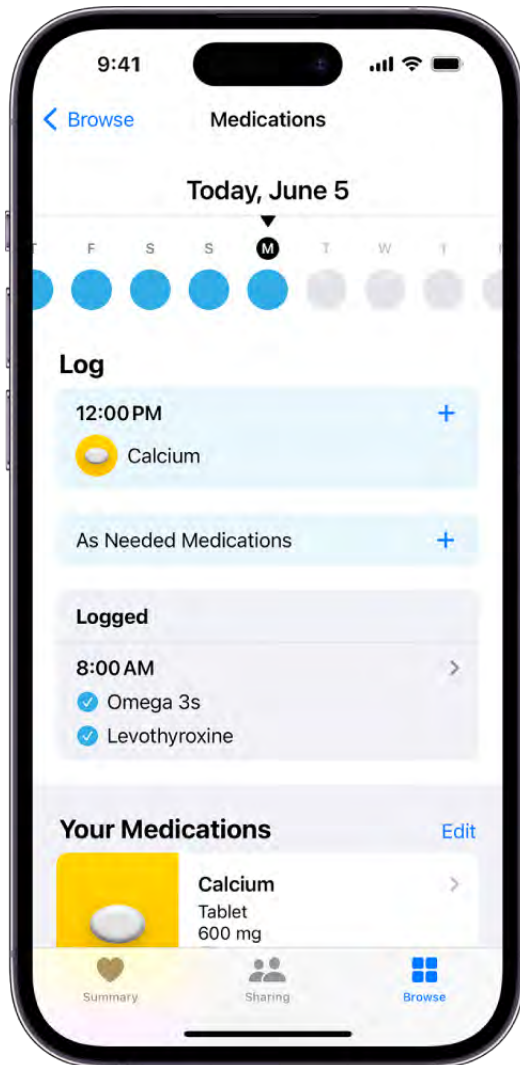 9:41
Browse
Medications
Today, June 5
F S S M T W
Log
12:00 PM
Calcium
As Needed Medications
Logged
8:00 AM
Omega 3s
Levothyroxine
Your Medications
Edit
Calcium
Tablet
600 mg
Summary
Sharing
Browse